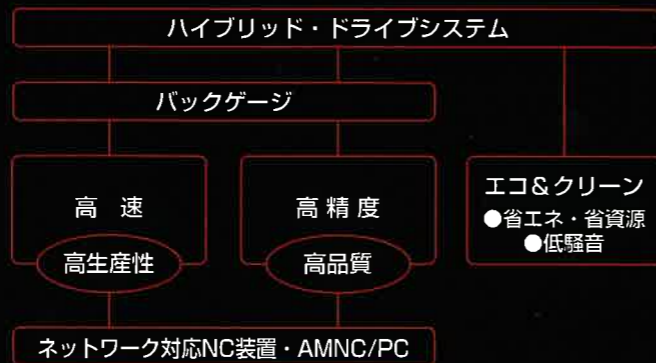 ハイブリッド・ドライブシステム
バックゲージ
高 速
高生産性
高 精 度
高品質
エコ&クリーン
●省エネ・省資源
●低騒音
ネットワーク対応NC装置・AMNC/PC